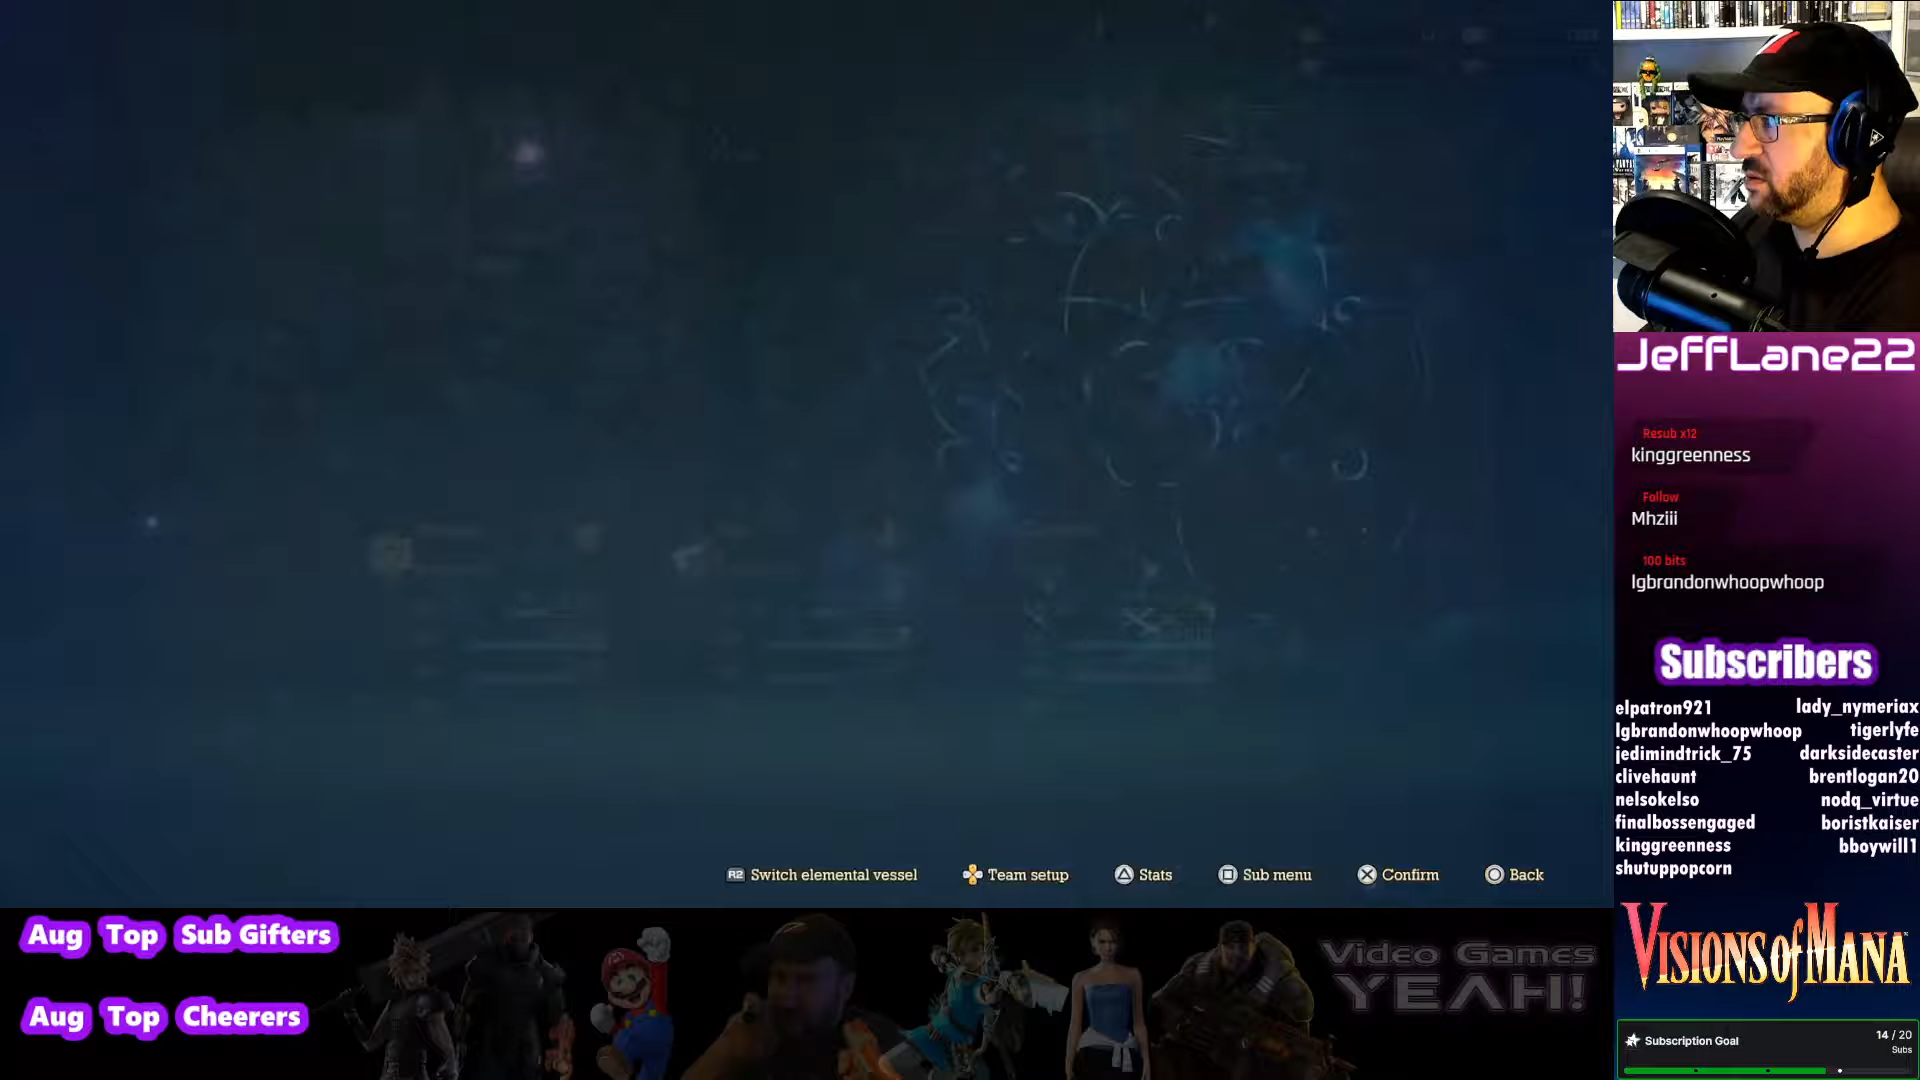 R2 Switch elemental vessel
Team setup
Stats
Sub menu
Confirm
Back
JeffLane22
Resub x12
kinggreenness
Follow
Mhziii
100 bits
lgbrandonwhoopwhoop
Subscribers
elpatron921
lady_nymeriax
lgbrandonwhoopwhoop
tigerlyfe
jedimindtrick_75
darksidecaster
clivehaunt
brentlogan20
nelsokelso
nodq_virtue
finalbossengaged
boristkaiser
kinggreenness
bboywill1
shutuppopcorn
Aug Top Sub Gifters
Aug Top Cheerers
Video Games
YEAH!
VISIONS of MANA
Subscription Goal
14 / 20
Subs